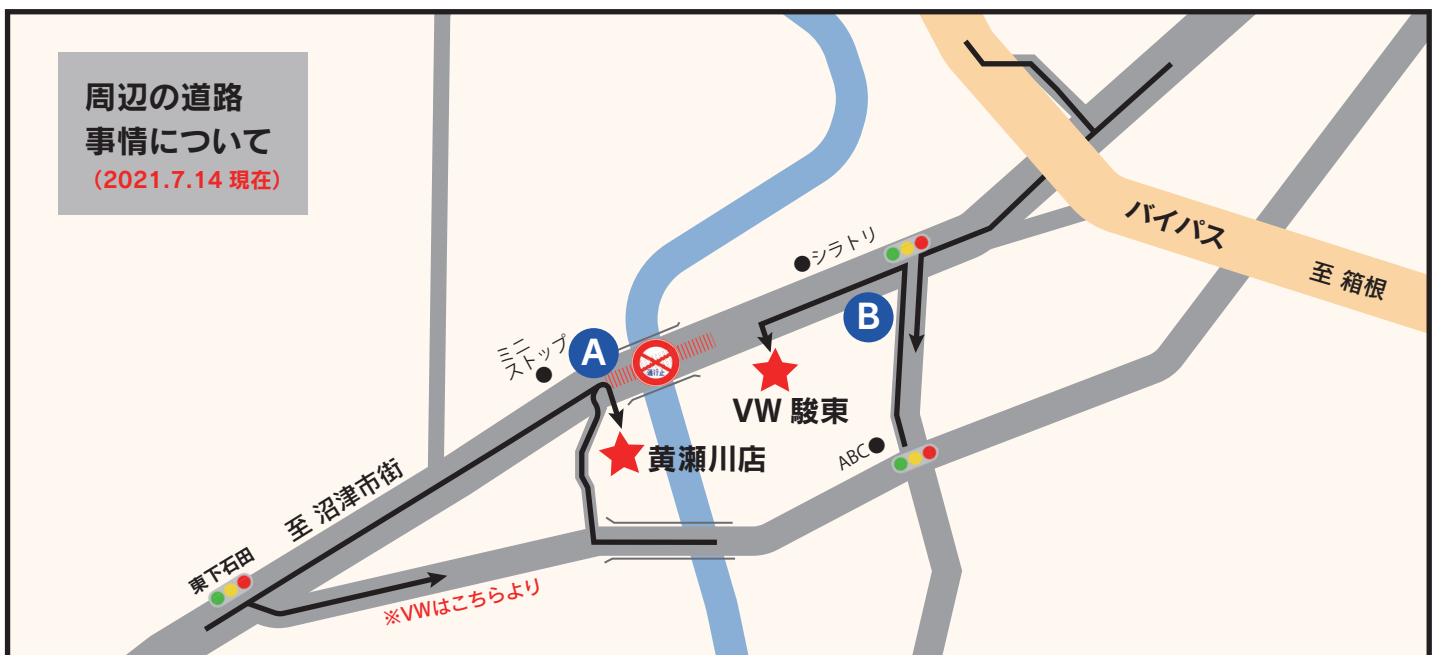 周辺の道路
事情について
（2021.7.14 現在）
バイパス
至 箱根
シラトリ
B
ミニ
ストップ
A
通行止
VW 駿東
黄瀬川店
ABC
至 沼津市街
東下石田
※VWはこちらより